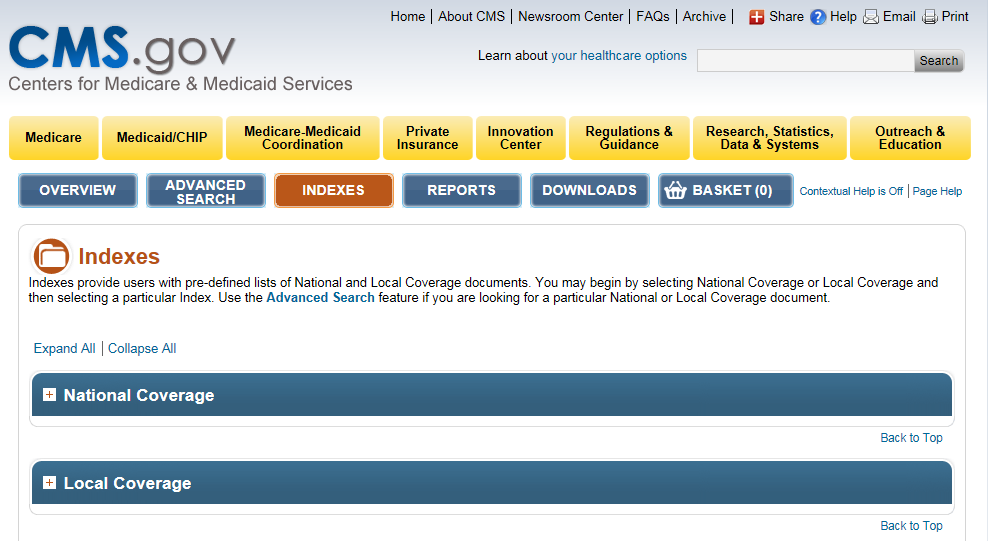 Home | About CMS | Newsroom Center | FAQs | Archive | Share Help Email Print
CMS.gov
Centers for Medicare & Medicaid Services
Learn about your healthcare options Search
Medicare
Medicaid/CHIP
Medicare-Medicaid
Coordination
Private
Insurance
Innovation
Center
Regulations &
Guidance
Research, Statistics,
Data & Systems
Outreach &
Education
OVERVIEW
ADVANCED
SEARCH
INDEXES
REPORTS
DOWNLOADS
BASKET (0)
Contextual Help is Off | Page Help
Indexes
Indexes provide users with pre-defined lists of National and Local Coverage documents. You may begin by selecting National Coverage or Local Coverage and
then selecting a particular Index. Use the Advanced Search feature if you are looking for a particular National or Local Coverage document.
Expand All | Collapse All
National Coverage
Back to Top
Local Coverage
Back to Top